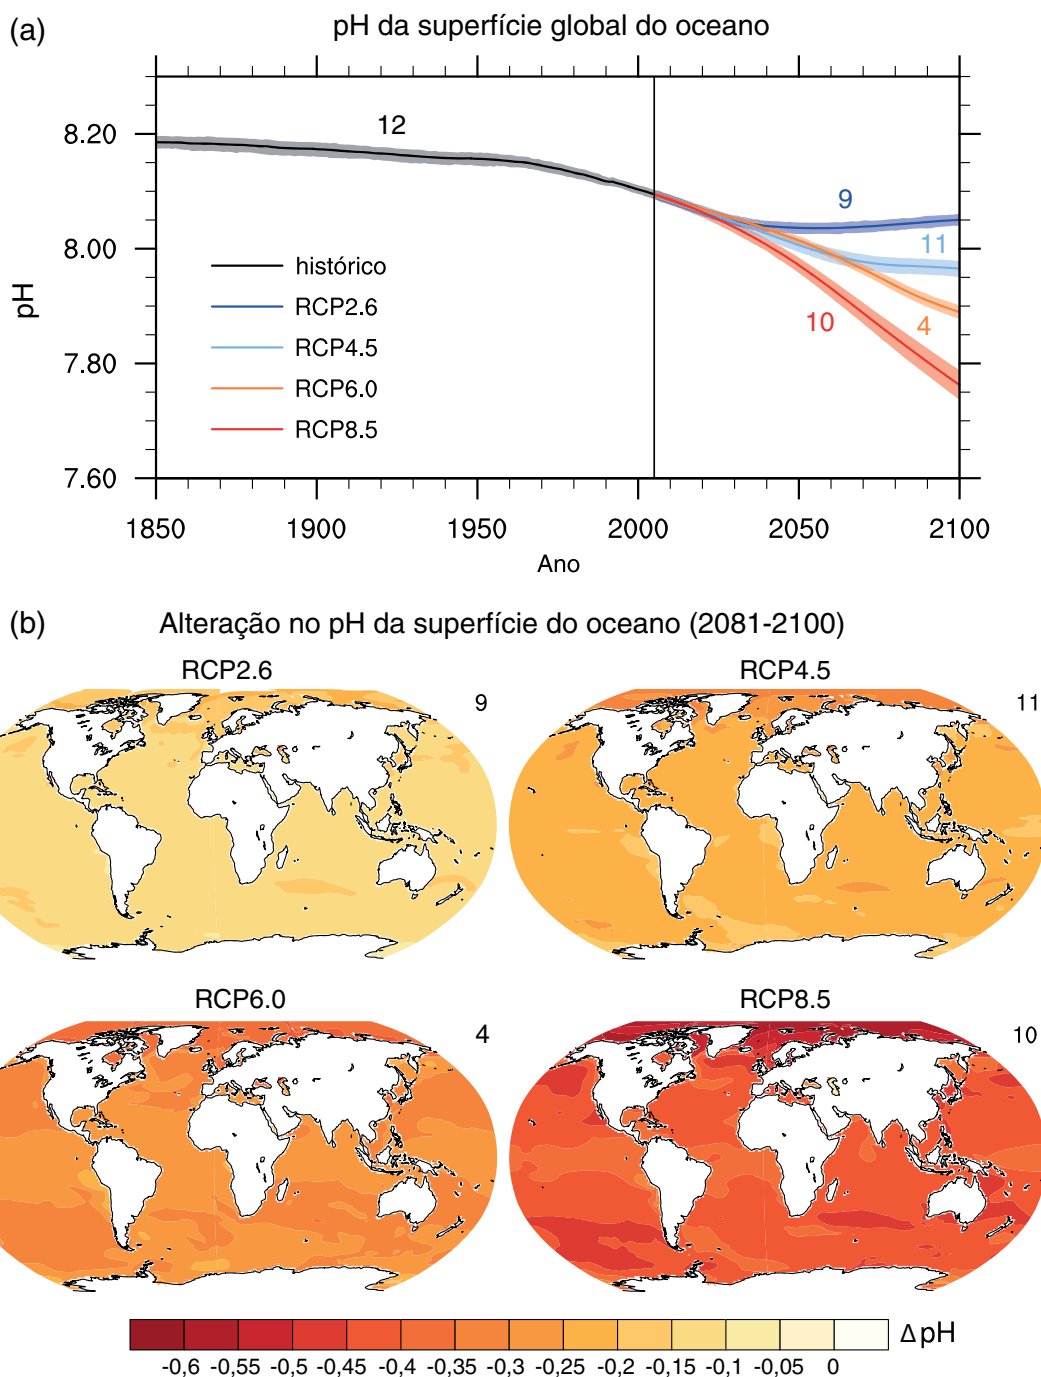 (a)
pH da superfície global do oceano
12
9
11
10
4
8.20
8.00
7.80
7.60
pH
histórico
RCP2.6
RCP4.5
RCP6.0
RCP8.5
1850 1900 1950 2000 2050 2100
Ano
(b)
Alteração no pH da superfície do oceano (2081-2100)
RCP2.6
9
RCP4.5
11
RCP6.0
4
RCP8.5
10
-0,6 -0,55 -0,5 -0,45 -0,4 -0,35 -0,3 -0,25 -0,2 -0,15 -0,1 -0,05 0
Δ pH